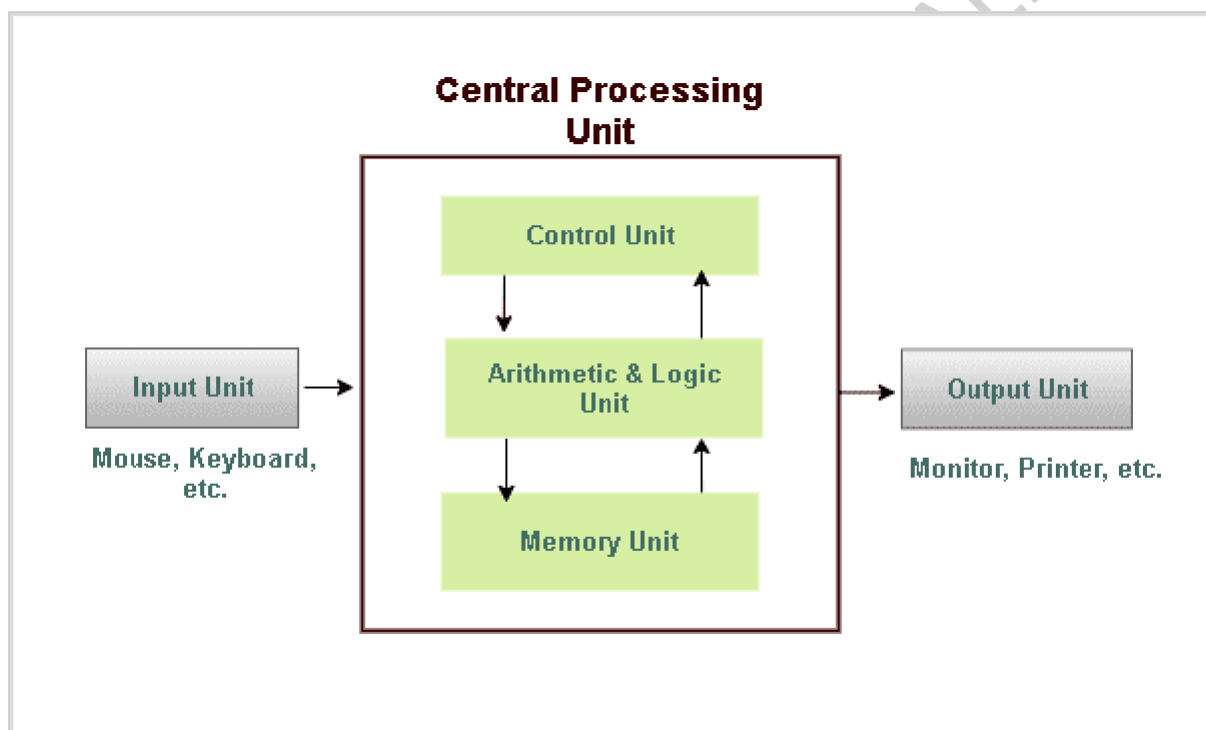 Central Processing
Unit
Control Unit
Input Unit
Mouse, Keyboard,
etc.
Arithmetic & Logic
Unit
Memory Unit
Output Unit
Monitor, Printer, etc.